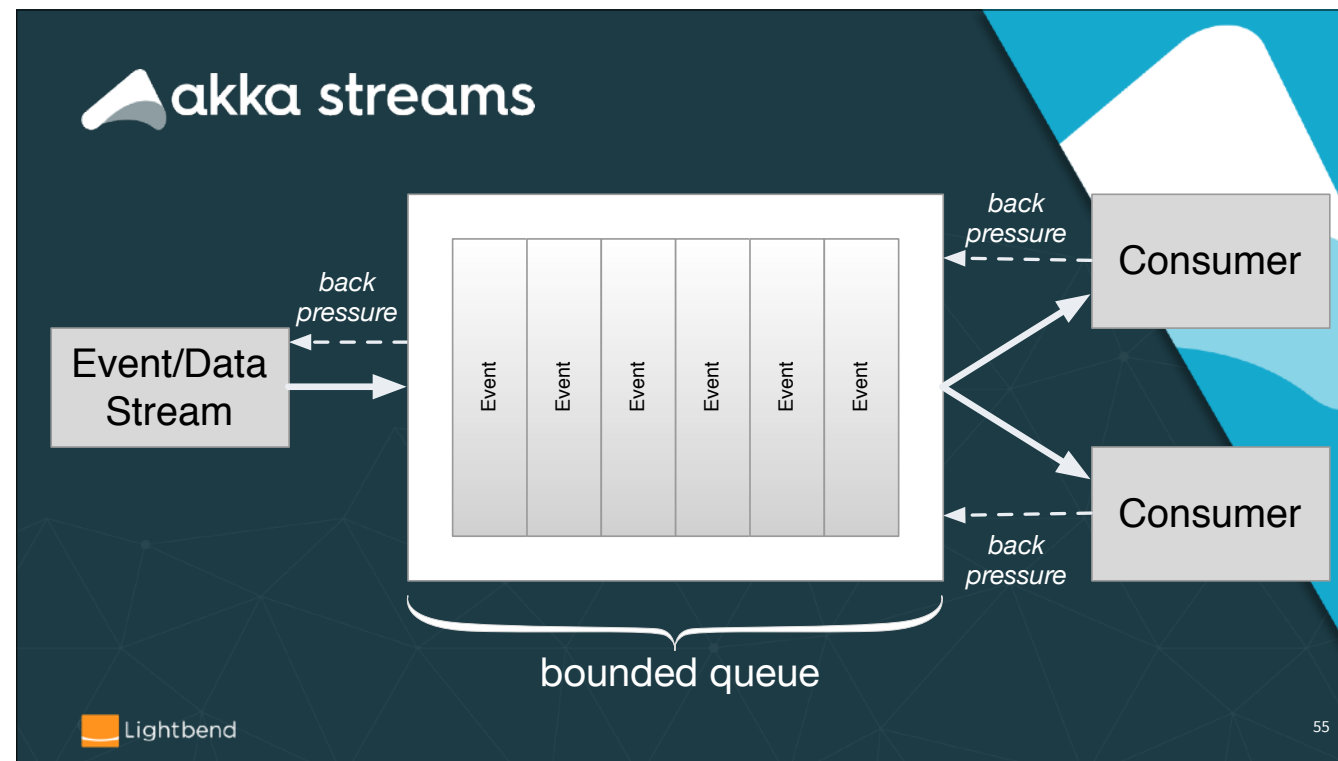 akka streams
back
pressure
Event/Data
Stream
Event
Event
Event
Event
Event
Event
back
pressure
Consumer
Consumer
back
pressure
bounded queue
Lightbend
55